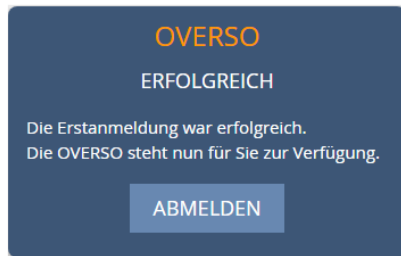 OVERSO
ERFOLGREICH
Die Erstanmeldung war erfolgreich.
Die OVERSO steht nun für Sie zur Verfügung.
ABMELDEN